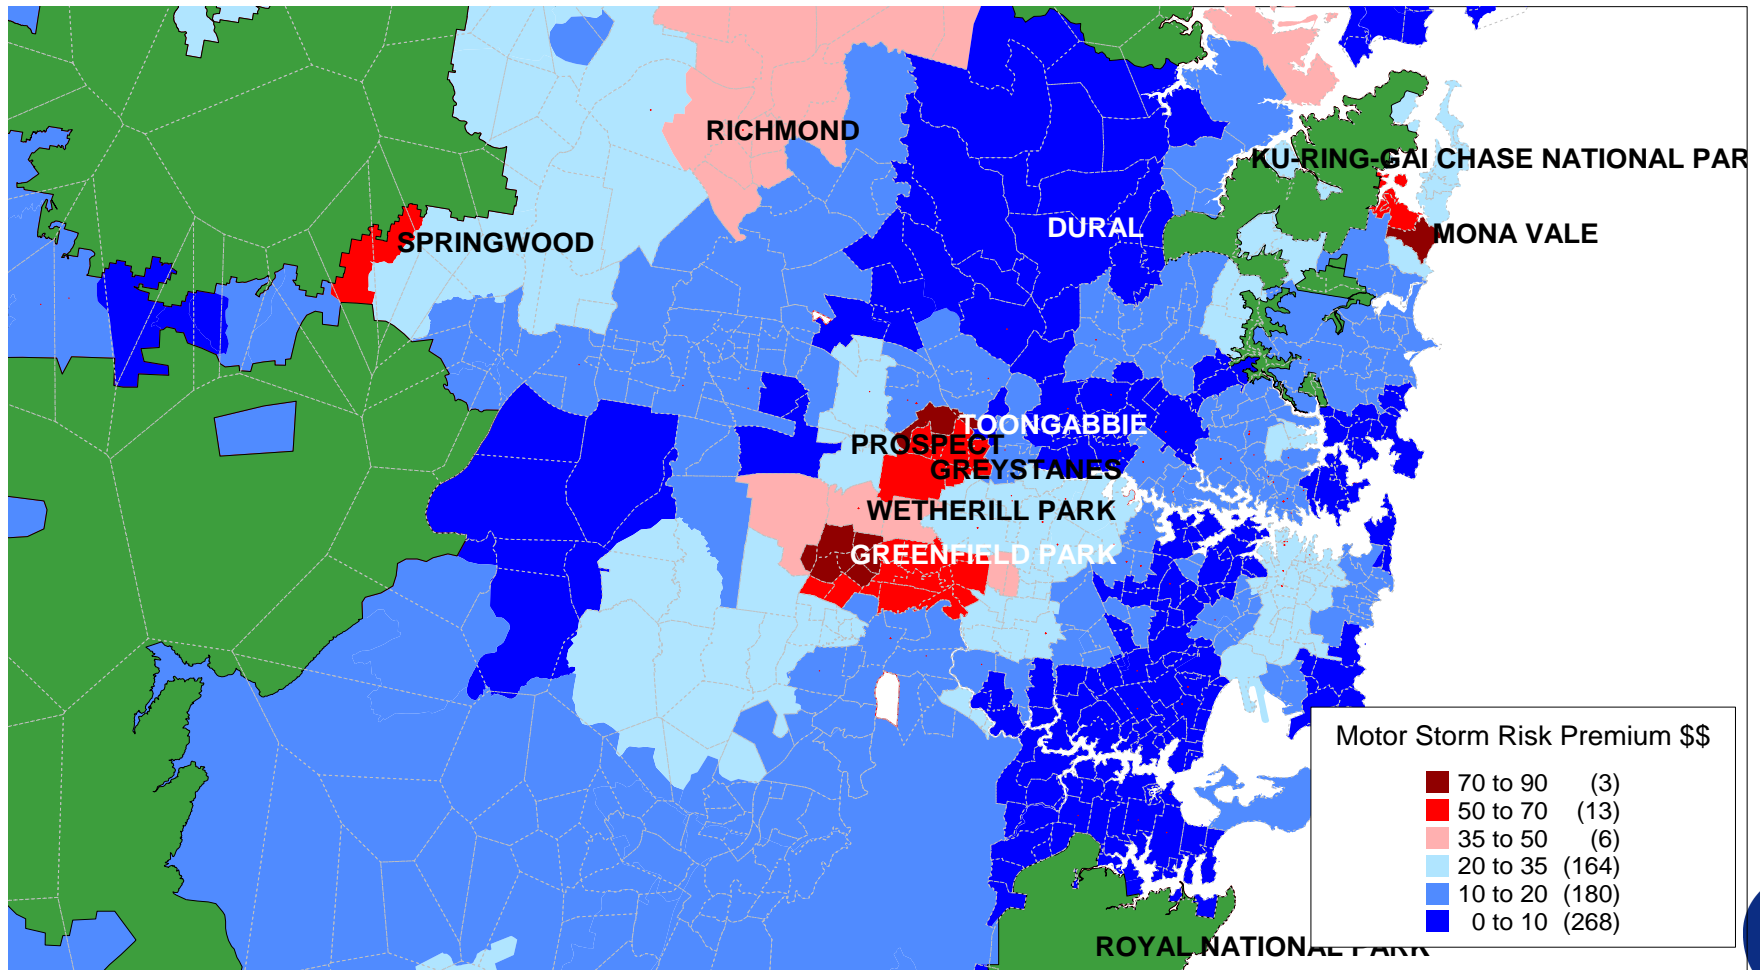 RICHMOND
KU-RING-GAI CHASE NATIONAL PAR
DURAL
MONA VALE
SPRINGWOOD
TOONGABBIE
PROSPECT
GREYSTANES
WETHERILL PARK
GREENFIELD PARK
Motor Storm Risk Premium $$
70 to 90 (3)
50 to 70 (13)
35 to 50 (6)
20 to 35 (164)
10 to 20 (180)
0 to 10 (268)
ROYAL NATIONAL PARK